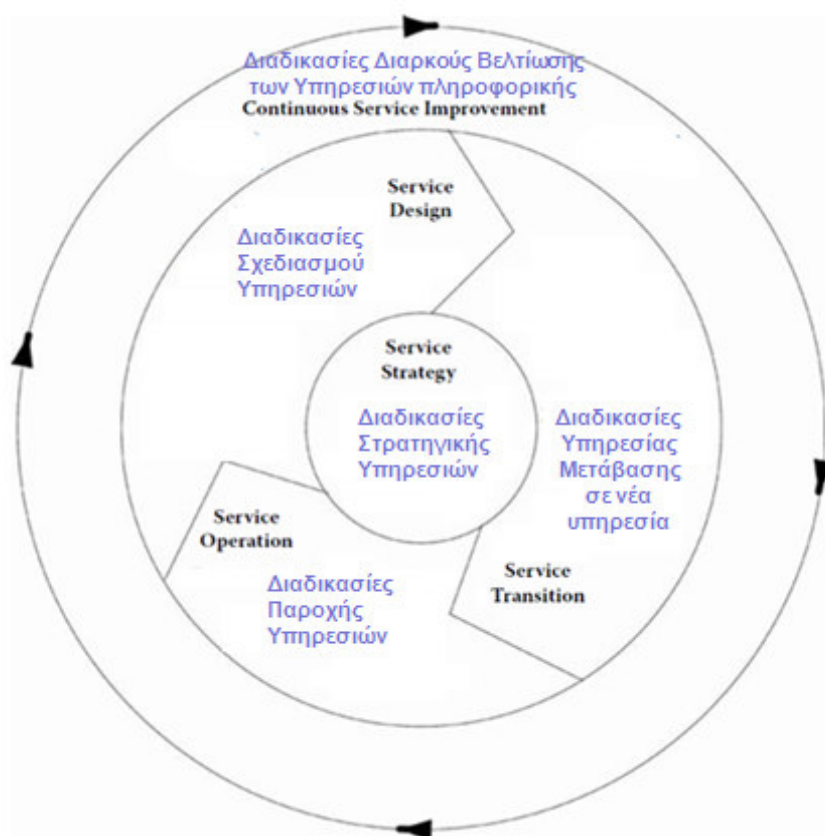 Διαδικασίες Διαρκούς Βελτίωσης
των Υπηρεσιών πληροφορικής
Continuous Service Improvement
Service
Design
Διαδικασίες
Σχεδιασμού
Υπηρεσιών
Service
Strategy
Διαδικασίες
Στρατηγικής
Υπηρεσιών
Διαδικασίες
Υπηρεσίας
Μετάβασης
σε νέα
υπηρεσία
Service
Operation
Διαδικασίες
Παροχής
Υπηρεσιών
Service
Transition